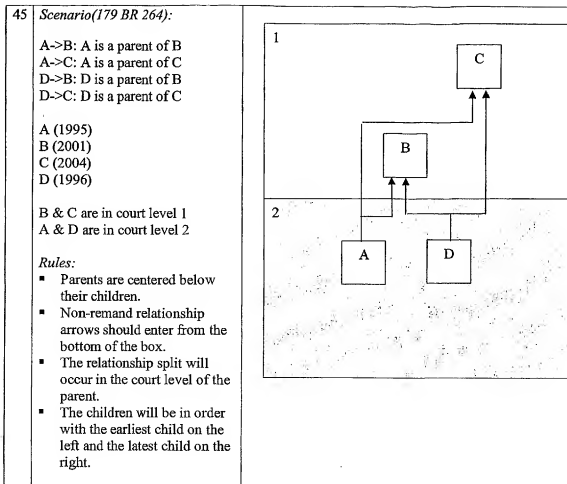 45
Scenario(179 BR 264):
A->B: A is a parent of B
A->C: A is a parent of C
D->B: D is a parent of B
D->C: D is a parent of C
A (1995)
B (2001)
C (2004)
D (1996)
B & C are in court level 1
A & D are in court level 2
Rules:
▪ Parents are centered below
their children.
▪ Non-remand relationship
arrows should enter from the
bottom of the box.
▪ The relationship split will
occur in the court level of the
parent.
▪ The children will be in order
with the earliest child on the
left and the latest child on the
right.
1
C
B
2
A
D